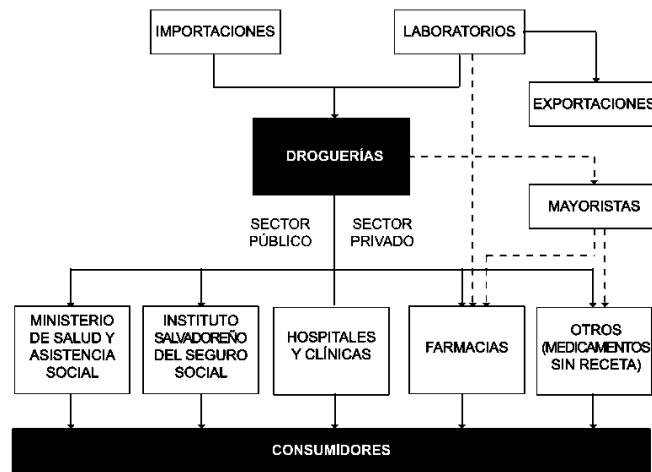 IMPORTACIONES
LABORATORIOS
EXPORTACIONES
DROGUERÍAS
MAYORISTAS
SECTOR
PÚBLICO
SECTOR
PRIVADO
MINISTERIO
DE SALUD Y
ASISTENCIA
SOCIAL
INSTITUTO
SALVADOREÑO
DEL SEGURO
SOCIAL
HOSPITALES
Y CLÍNICAS
FARMACIAS
OTROS
(MEDICAMENTOS
SIN RECETA)
CONSUMÍDORES